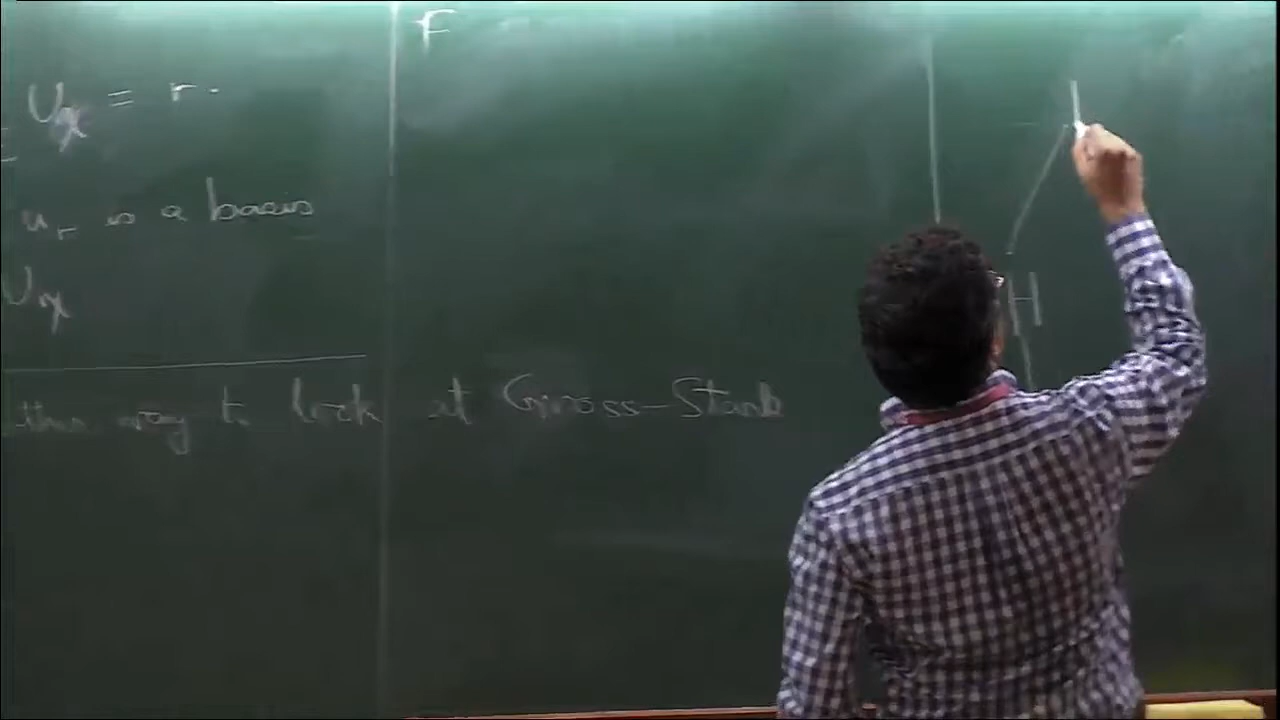 F
U_χ = r.
u_r is a basis
U_χ
way to look at Gross-Stark
H